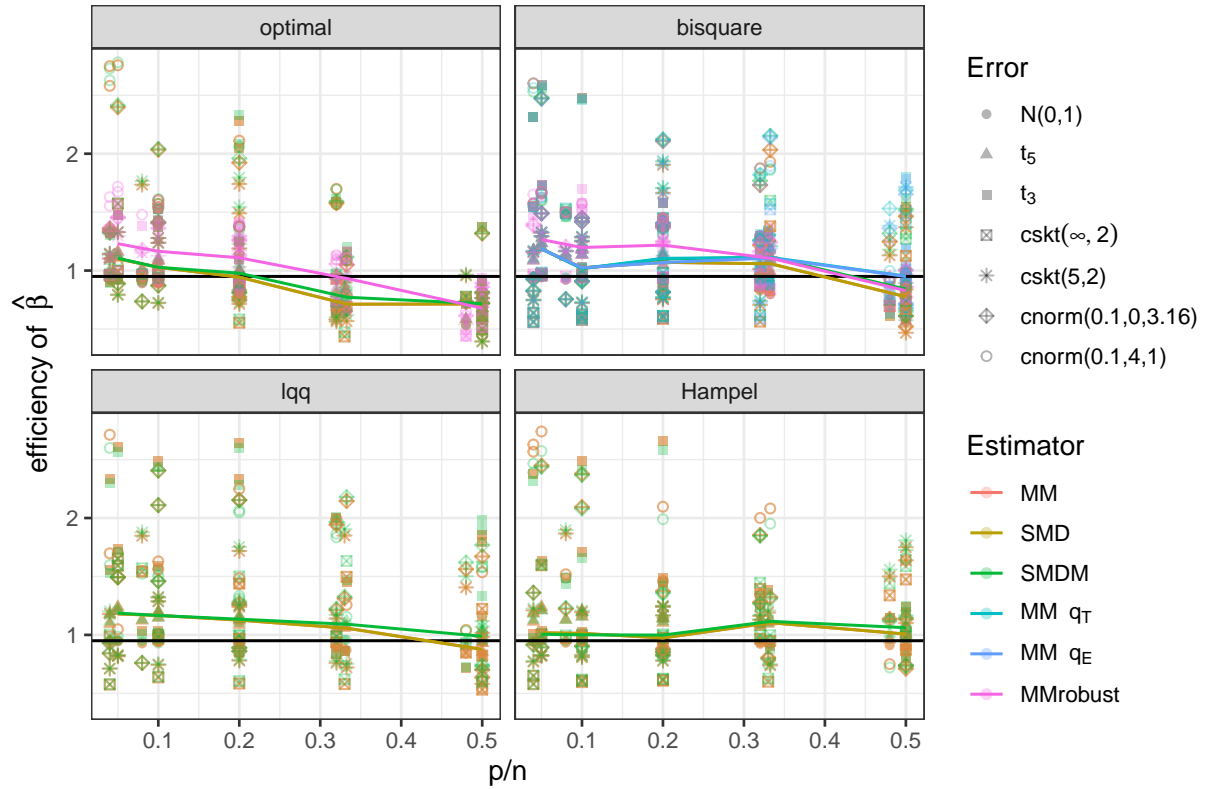 optimal
bisquare
2
1
lqq
Hampel
2
1
0.1 0.2 0.3 0.4 0.5
0.1 0.2 0.3 0.4 0.5
p/n
efficiency of β̂
Error
N(0,1)
t₅
t₃
cskt(∞, 2)
cskt(5,2)
cnorm(0.1,0,3.16)
cnorm(0.1,4,1)
Estimator
MM
SMD
SMDM
MM q_T
MM q_E
MMrobust